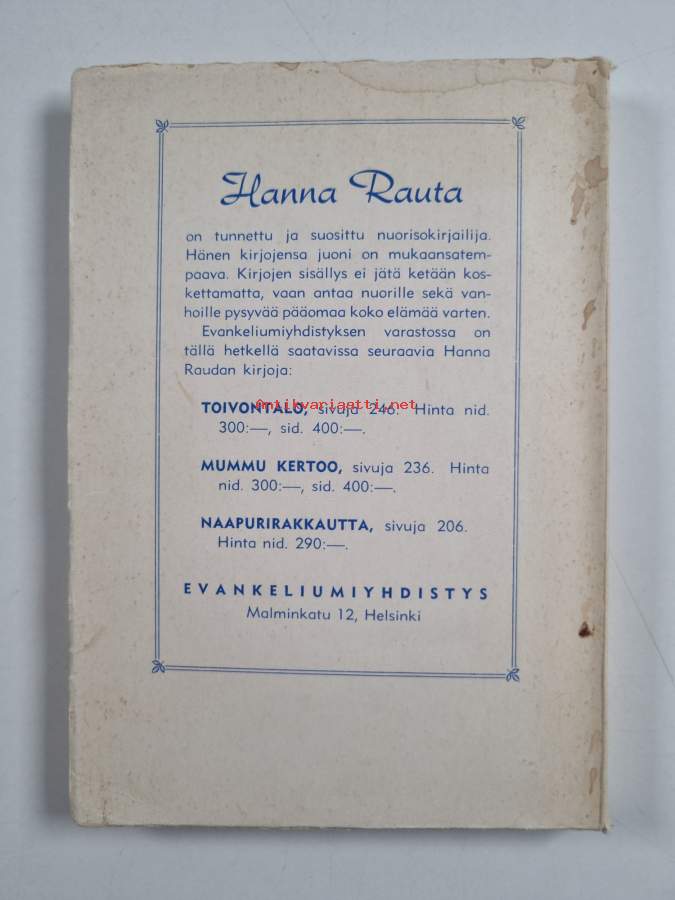 Hanna Rauta
on tunnettu ja suosittu nuorisokirjailija.
Hänen kirjojensa juoni on mukaansatem-
paava. Kirjojen sisällys ei jätä ketään kos-
kettamatta, vaan antaa nuorille sekä van-
hoille pysyvää pääomaa koko elämää varten.
Evankeliumiyhdistyksen varastossa on
tällä hetkellä saatavissa seuraavia Hanna
Raudan kirjoja:
TOIVONTALO, sivuja 246. Hinta nid.
300:—, sid. 400:—.
Antikvariaatti.net
MUMMU KERTOO, sivuja 236. Hinta
nid. 300:—, sid. 400:—.
NAAPURIRAKKAUTTA, sivuja 206.
Hinta nid. 290:—.
EVANKELIUMIYHDISTYS
Malminkatu 12, Helsinki